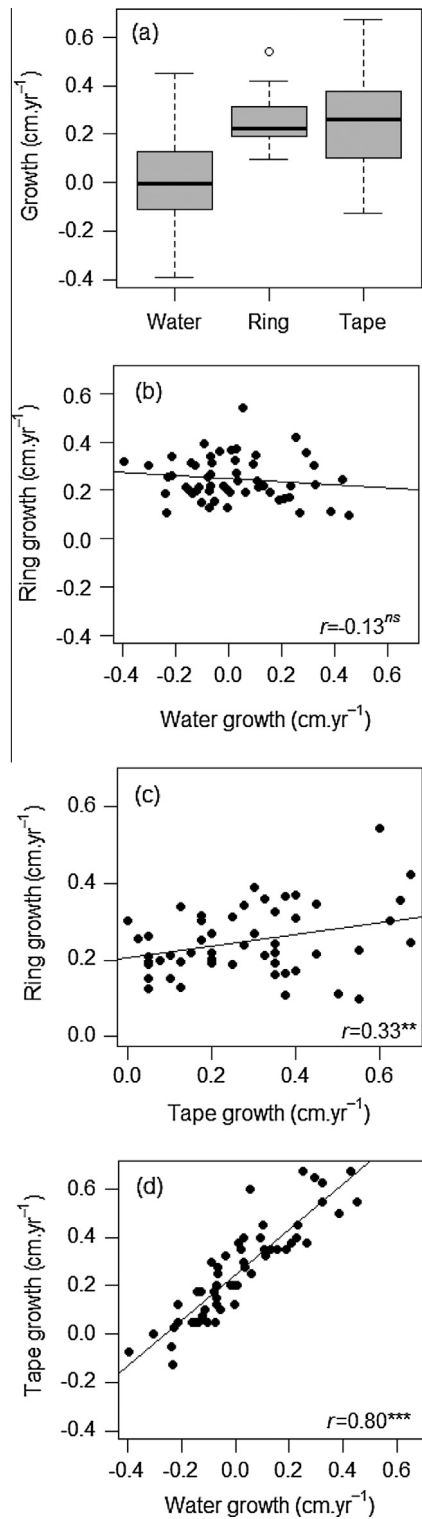 (a)
Growth (cm.yr⁻¹)
0.6
0.4
0.2
0.0
-0.2
-0.4
Water Ring Tape
(b)
Ring growth (cm.yr⁻¹)
0.6
0.4
0.2
0.0
-0.2
-0.4
r=-0.13ns
-0.4 -0.2 0.0 0.2 0.4 0.6
Water growth (cm.yr⁻¹)
(c)
Ring growth (cm.yr⁻¹)
0.6
0.4
0.2
0.0
r=0.33**
0.0 0.2 0.4 0.6
Tape growth (cm.yr⁻¹)
(d)
Tape growth (cm.yr⁻¹)
0.6
0.4
0.2
0.0
-0.2
-0.4
r=0.80***
-0.4 -0.2 0.0 0.2 0.4 0.6
Water growth (cm.yr⁻¹)